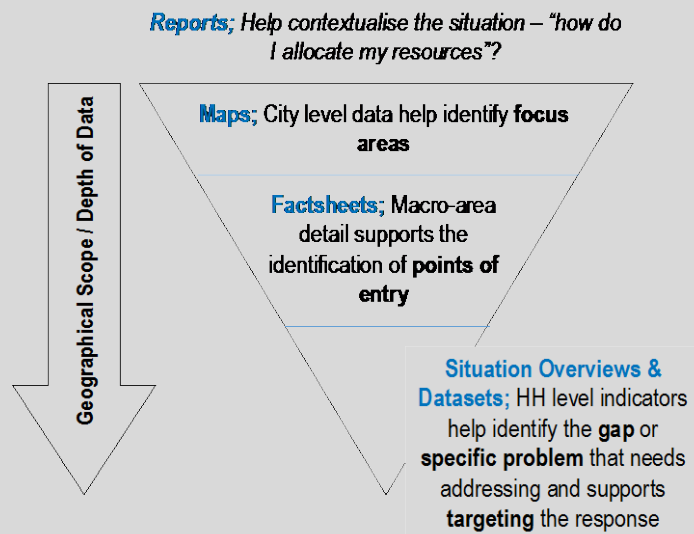 Reports; Help contextualise the situation – “how do
I allocate my resources”?
Maps; City level data help identify focus
areas
Factsheets; Macro-area
detail supports the
identification of points of
entry
Geographical Scope / Depth of Data
Situation Overviews &
Datasets; HH level indicators
help identify the gap or
specific problem that needs
addressing and supports
targeting the response